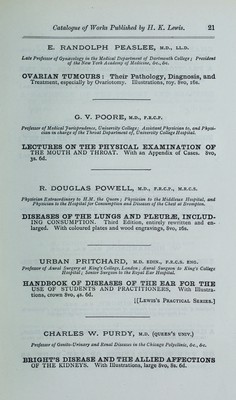 Catalogue of Works Published by H. K. Lewis. 21
E. RANDOLPH PEASLEE, M.D., LL.D.
Late Professor of Gynæcology in the Medical Department of Dartmouth College; President
of the New York Academy of Medicine, &c., &c.
OVARIAN TUMOURS: Their Pathology, Diagnosis, and
Treatment, especially by Ovariotomy. Illustrations, roy. 8vo, 16s.
G. V. POORE, M.D., F.R.C.P.
Professor of Medical Jurisprudence, University College; Assistant Physician to, and Physi-
cian in charge of the Throat Department of, University College Hospital.
LECTURES ON THE PHYSICAL EXAMINATION OF
THE MOUTH AND THROAT. With an Appendix of Cases. 8vo,
3s. 6d.
R. DOUGLAS POWELL, M.D., F.R.C.P., M.R.C.S.
Physician Extraordinary to H.M. the Queen; Physician to the Middlesex Hospital, and
Physician to the Hospital for Consumption and Diseases of the Chest at Brompton.
DISEASES OF THE LUNGS AND PLEURÆ, INCLUD-
ING CONSUMPTION. Third Edition, entirely rewritten and en-
larged. With coloured plates and wood engravings, 8vo, 16s.
URBAN PRITCHARD, M.D. EDIN., F.R.C.S. ENG.
Professor of Aural Surgery at King's College, London; Aural Surgeon to King's College
Hospital; Senior Surgeon to the Royal Ear Hospital.
HANDBOOK OF DISEASES OF THE EAR FOR THE
USE OF STUDENTS AND PRACTITIONERS, With Illustra-
tions, crown 8vo, 4s. 6d.
[LEWIS'S PRACTICAL SERIES.]
CHARLES W. PURDY, M.D. (QUEEN'S UNIV.)
Professor of Genito-Urinary and Renal Diseases in the Chicago Polyclinic, &c., &c.
BRIGHT'S DISEASE AND THE ALLIED AFFECTIONS
OF THE KIDNEYS. With Illustrations, large 8vo, 8s. 6d.